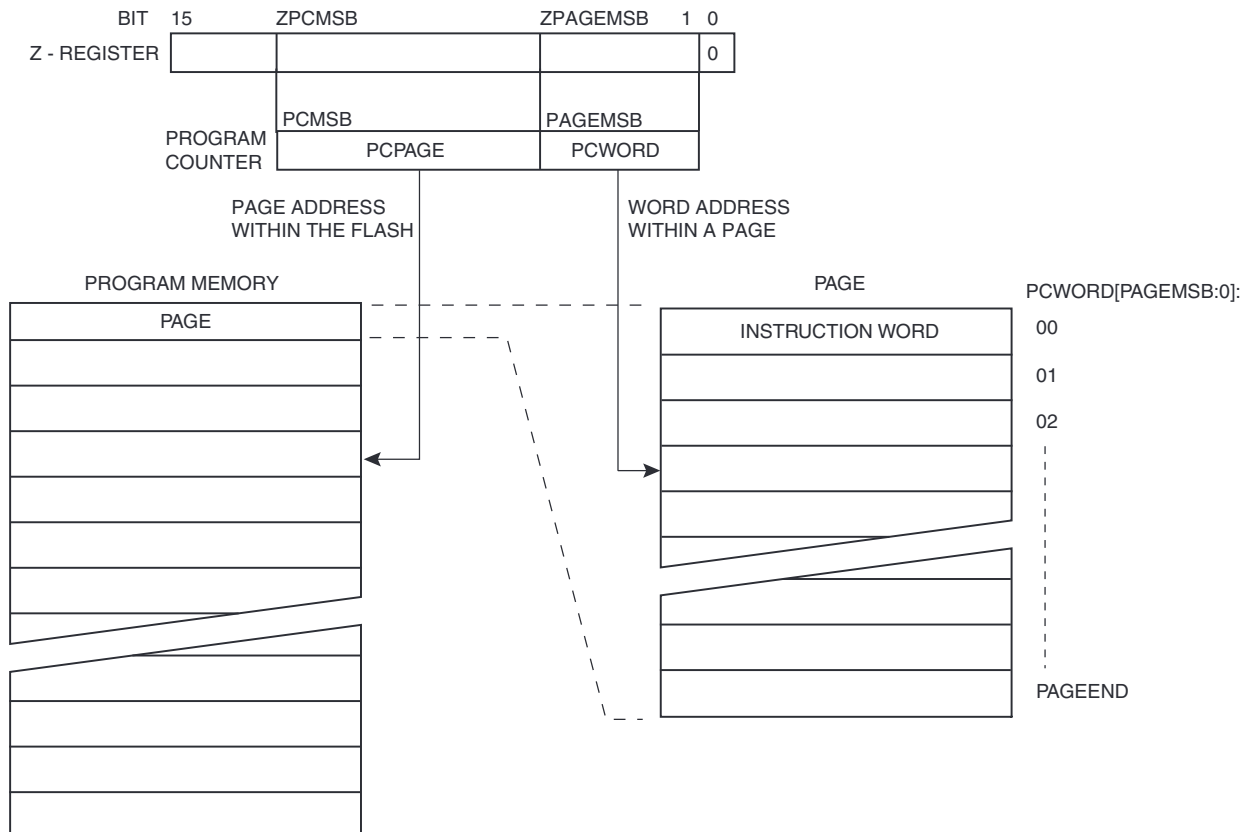 BIT 15 ZPCMSB ZPAGEMSB 1 0
Z - REGISTER 0
PCMSB PAGEMSB
PROGRAM
COUNTER
PCPAGE PCWORD
PAGE ADDRESS
WITHIN THE FLASH
WORD ADDRESS
WITHIN A PAGE
PROGRAM MEMORY
PAGE
PAGE
PCWORD[PAGEMSB:0]:
INSTRUCTION WORD
00
01
02
PAGEEND